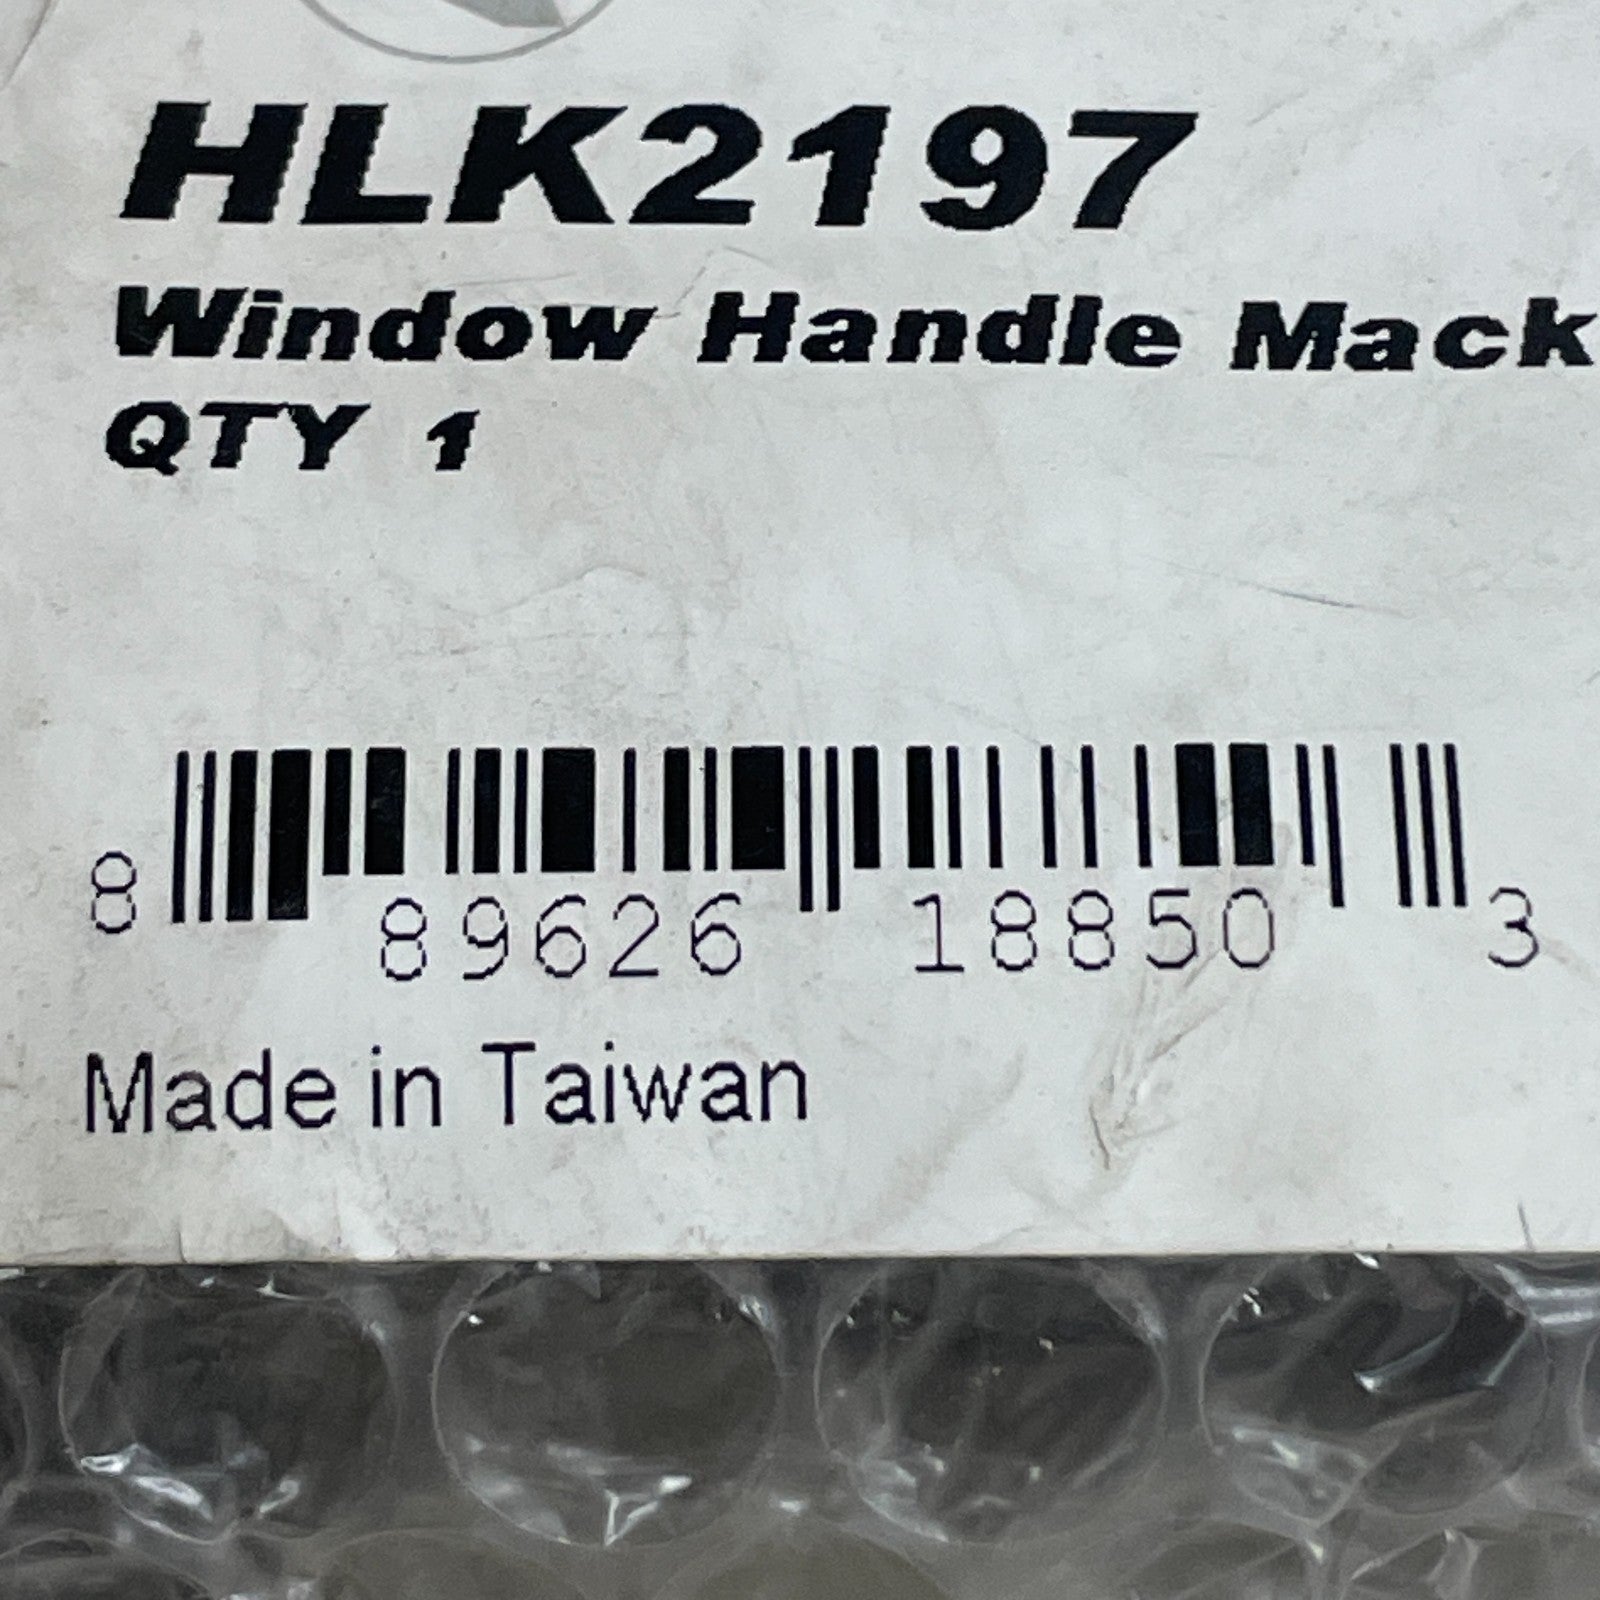 HLK2197
Window Handle Mack
QTY 1
8 89626 18850 3
Made in Taiwan